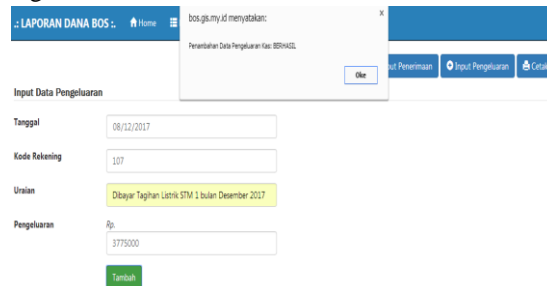 .: LAPORAN DANA BOS :. Home
bos.gs.my.id menyatakan:
x
Penambahan Data Pengeluaran Kas: BERHASIL
Oke
Penerimaan Input Pengeluaran Cetak
Input Data Pengeluaran
Tanggal
08/12/2017
Kode Rekening
107
Uraian
Dibayar Tagihan Listrik STM 1 bulan Desember 2017
Pengeluaran
Rp.
3775000
Tambah